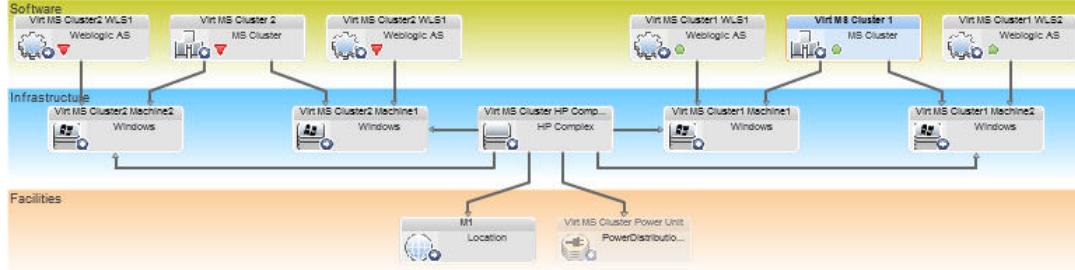 Software
Virt MS Cluster2 WLS1
Weblogic AS
Virt MS Cluster 2
MS Cluster
Virt MS Cluster2 WLS1
Weblogic AS
Virt MS Cluster1 WLS1
Weblogic AS
Virt MS Cluster 1
MS Cluster
Virt MS Cluster1 WLS2
Weblogic AS
Infrastructure
Virt MS Cluster2 Machine2
Windows
Virt MS Cluster2 Machine1
Windows
Virt MS Cluster HP Comp...
HP Complex
Virt MS Cluster1 Machine1
Windows
Virt MS Cluster1 Machine2
Windows
Facilities
M1
Location
Virt MS Cluster Power Unit
PowerDistributio...